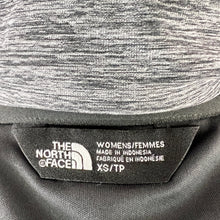 THE
NORTH
FACE
WOMENS/FEMMES
MADE IN INDONESIA
FABRIQUÉ EN INDONÉSIE
XS/TP